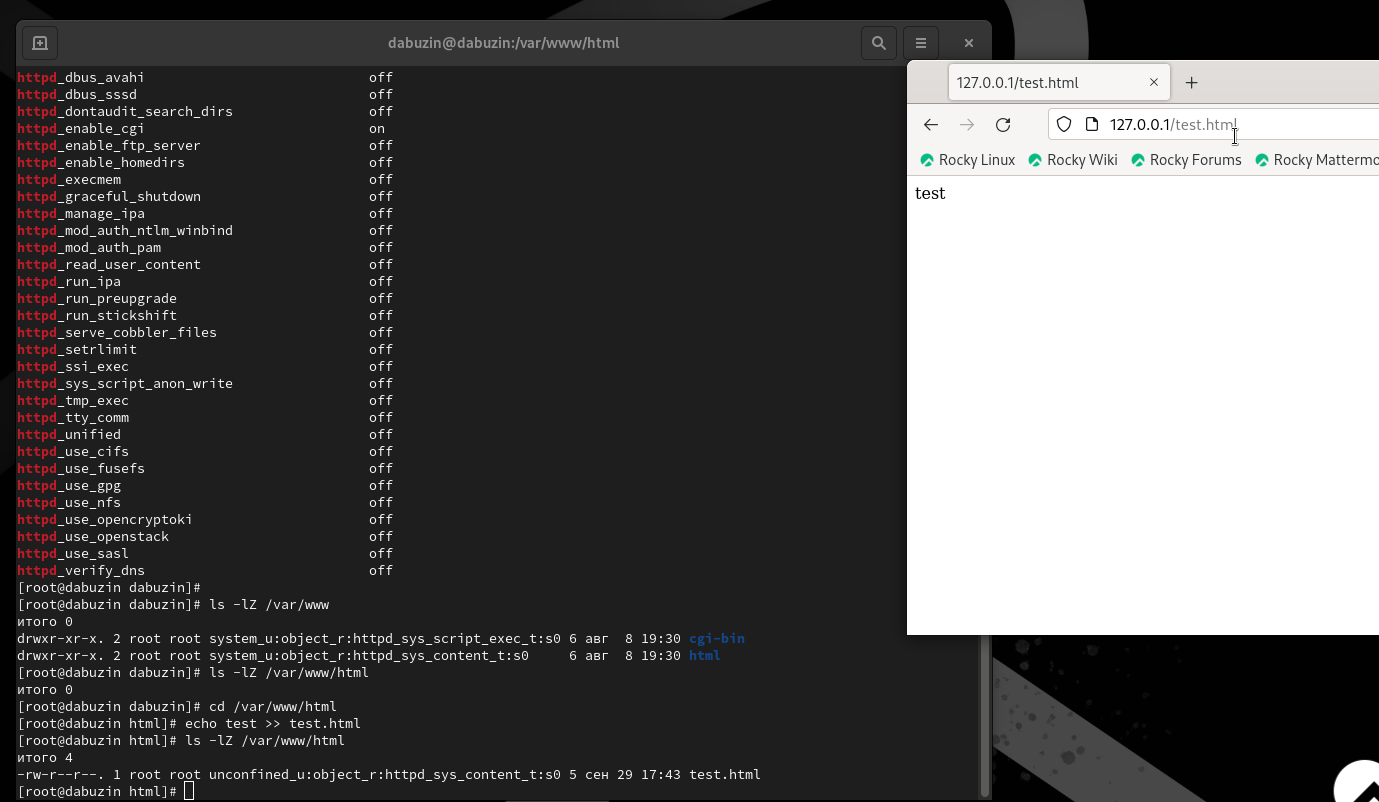 dabuzin@dabuzin:/var/www/html
httpd_dbus_avahi off
httpd_dbus_sssd off
httpd_dontaudit_search_dirs off
httpd_enable_cgi on
httpd_enable_ftp_server off
httpd_enable_homedirs off
httpd_execmem off
httpd_graceful_shutdown off
httpd_manage_ipa off
httpd_mod_auth_ntlm_winbind off
httpd_mod_auth_pam off
httpd_read_user_content off
httpd_run_ipa off
httpd_run_preupgrade off
httpd_run_stickshift off
httpd_serve_cobbler_files off
httpd_setrlimit off
httpd_ssi_exec off
httpd_sys_script_anon_write off
httpd_tmp_exec off
httpd_tty_comm off
httpd_unified off
httpd_use_cifs off
httpd_use_fusefs off
httpd_use_gpg off
httpd_use_nfs off
httpd_use_opencryptoki off
httpd_use_openstack off
httpd_use_sasl off
httpd_verify_dns off
[root@dabuzin dabuzin]#
[root@dabuzin dabuzin]# ls -lZ /var/www
итого 0
drwxr-xr-x. 2 root root system_u:object_r:httpd_sys_script_exec_t:s0 6 авг  8 19:30 cgi-bin
drwxr-xr-x. 2 root root system_u:object_r:httpd_sys_content_t:s0     6 авг  8 19:30 html
[root@dabuzin dabuzin]# ls -lZ /var/www/html
итого 0
[root@dabuzin dabuzin]# cd /var/www/html
[root@dabuzin html]# echo test >> test.html
[root@dabuzin html]# ls -lZ /var/www/html
итого 4
-rw-r--r--. 1 root root unconfined_u:object_r:httpd_sys_content_t:s0 5 сен 29 17:43 test.html
[root@dabuzin html]#
127.0.0.1/test.html
127.0.0.1/test.html
Rocky Linux Rocky Wiki Rocky Forums Rocky Mattermo
test